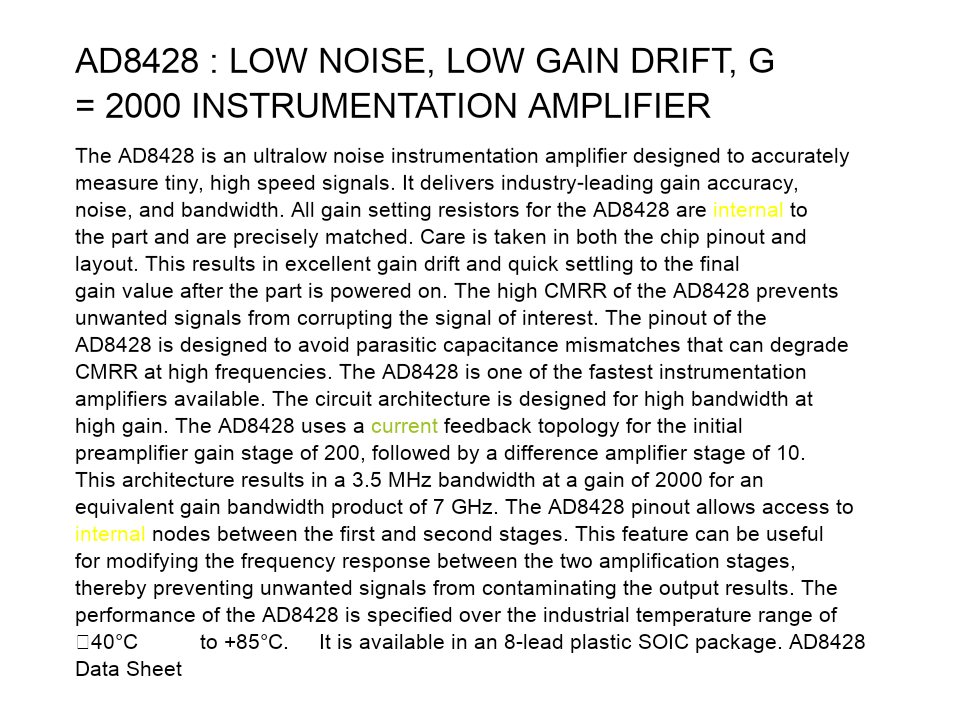 AD8428 : LOW NOISE, LOW GAIN DRIFT, G
= 2000 INSTRUMENTATION AMPLIFIER
The AD8428 is an ultralow noise instrumentation amplifier designed to accurately
measure tiny, high speed signals. It delivers industry-leading gain accuracy,
noise, and bandwidth. All gain setting resistors for the AD8428 are internal to
the part and are precisely matched. Care is taken in both the chip pinout and
layout. This results in excellent gain drift and quick settling to the final
gain value after the part is powered on. The high CMRR of the AD8428 prevents
unwanted signals from corrupting the signal of interest. The pinout of the
AD8428 is designed to avoid parasitic capacitance mismatches that can degrade
CMRR at high frequencies. The AD8428 is one of the fastest instrumentation
amplifiers available. The circuit architecture is designed for high bandwidth at
high gain. The AD8428 uses a current feedback topology for the initial
preamplifier gain stage of 200, followed by a difference amplifier stage of 10.
This architecture results in a 3.5 MHz bandwidth at a gain of 2000 for an
equivalent gain bandwidth product of 7 GHz. The AD8428 pinout allows access to
internal nodes between the first and second stages. This feature can be useful
for modifying the frequency response between the two amplification stages,
thereby preventing unwanted signals from contaminating the output results. The
performance of the AD8428 is specified over the industrial temperature range of
□40°C to +85°C. It is available in an 8-lead plastic SOIC package. AD8428
Data Sheet